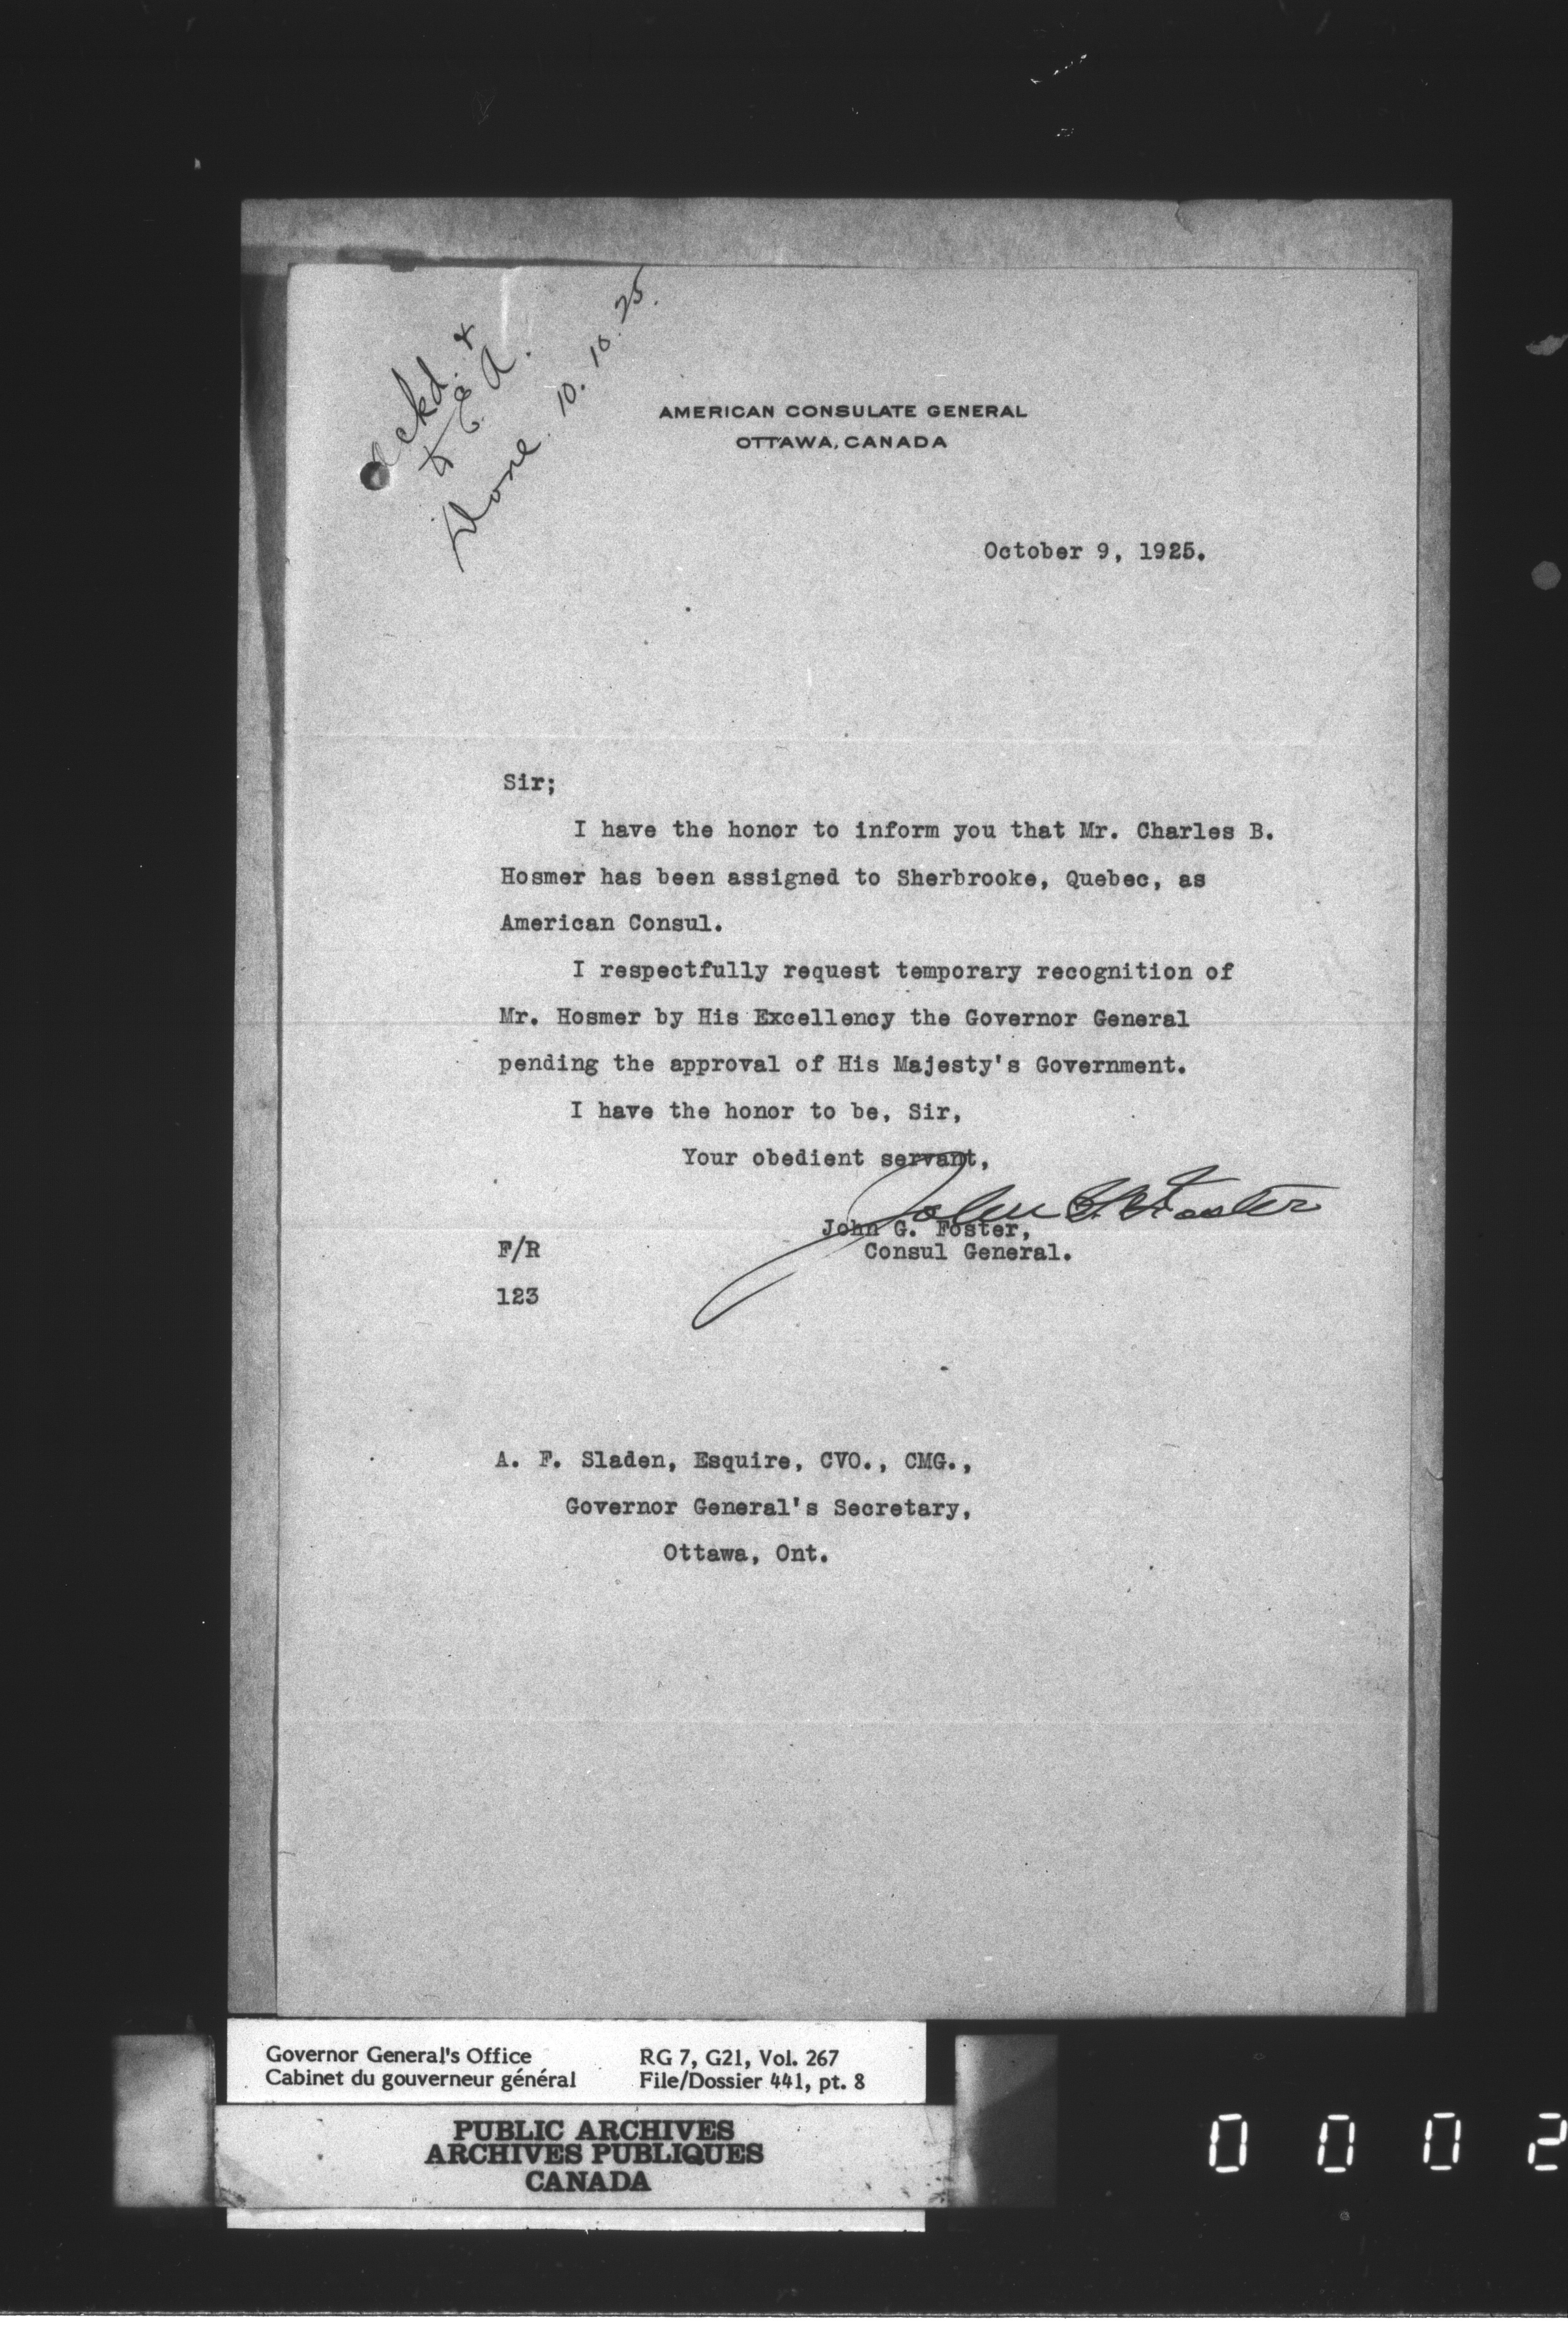 ackd. &
to E. A.
Done. 10. 10. 25.
AMERICAN CONSULATE GENERAL
OTTAWA, CANADA
October 9, 1925.
Sir;
I have the honor to inform you that Mr. Charles B.
Hosmer has been assigned to Sherbrooke, Quebec, as
American Consul.
I respectfully request temporary recognition of
Mr. Hosmer by His Excellency the Governor General
pending the approval of His Majesty's Government.
I have the honor to be, Sir,
Your obedient servant,
John G. Foster
John G. Foster,
Consul General.
F/R
123
A. F. Sladen, Esquire, CVO., CMG.,
Governor General's Secretary,
Ottawa, Ont.
Governor General's Office RG 7, G21, Vol. 267
Cabinet du gouverneur général File/Dossier 441, pt. 8
PUBLIC ARCHIVES
ARCHIVES PUBLIQUES
CANADA
0 0 0 2